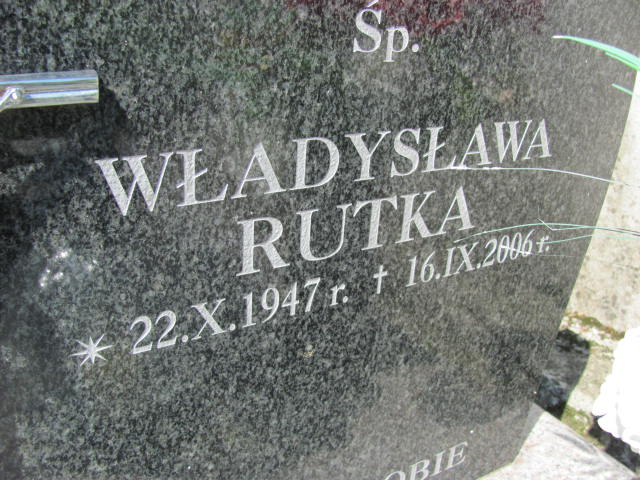 Śp.
WŁADYSŁAWA
RUTKA
* 22.X.1947 r. † 16.IX.2006 r.